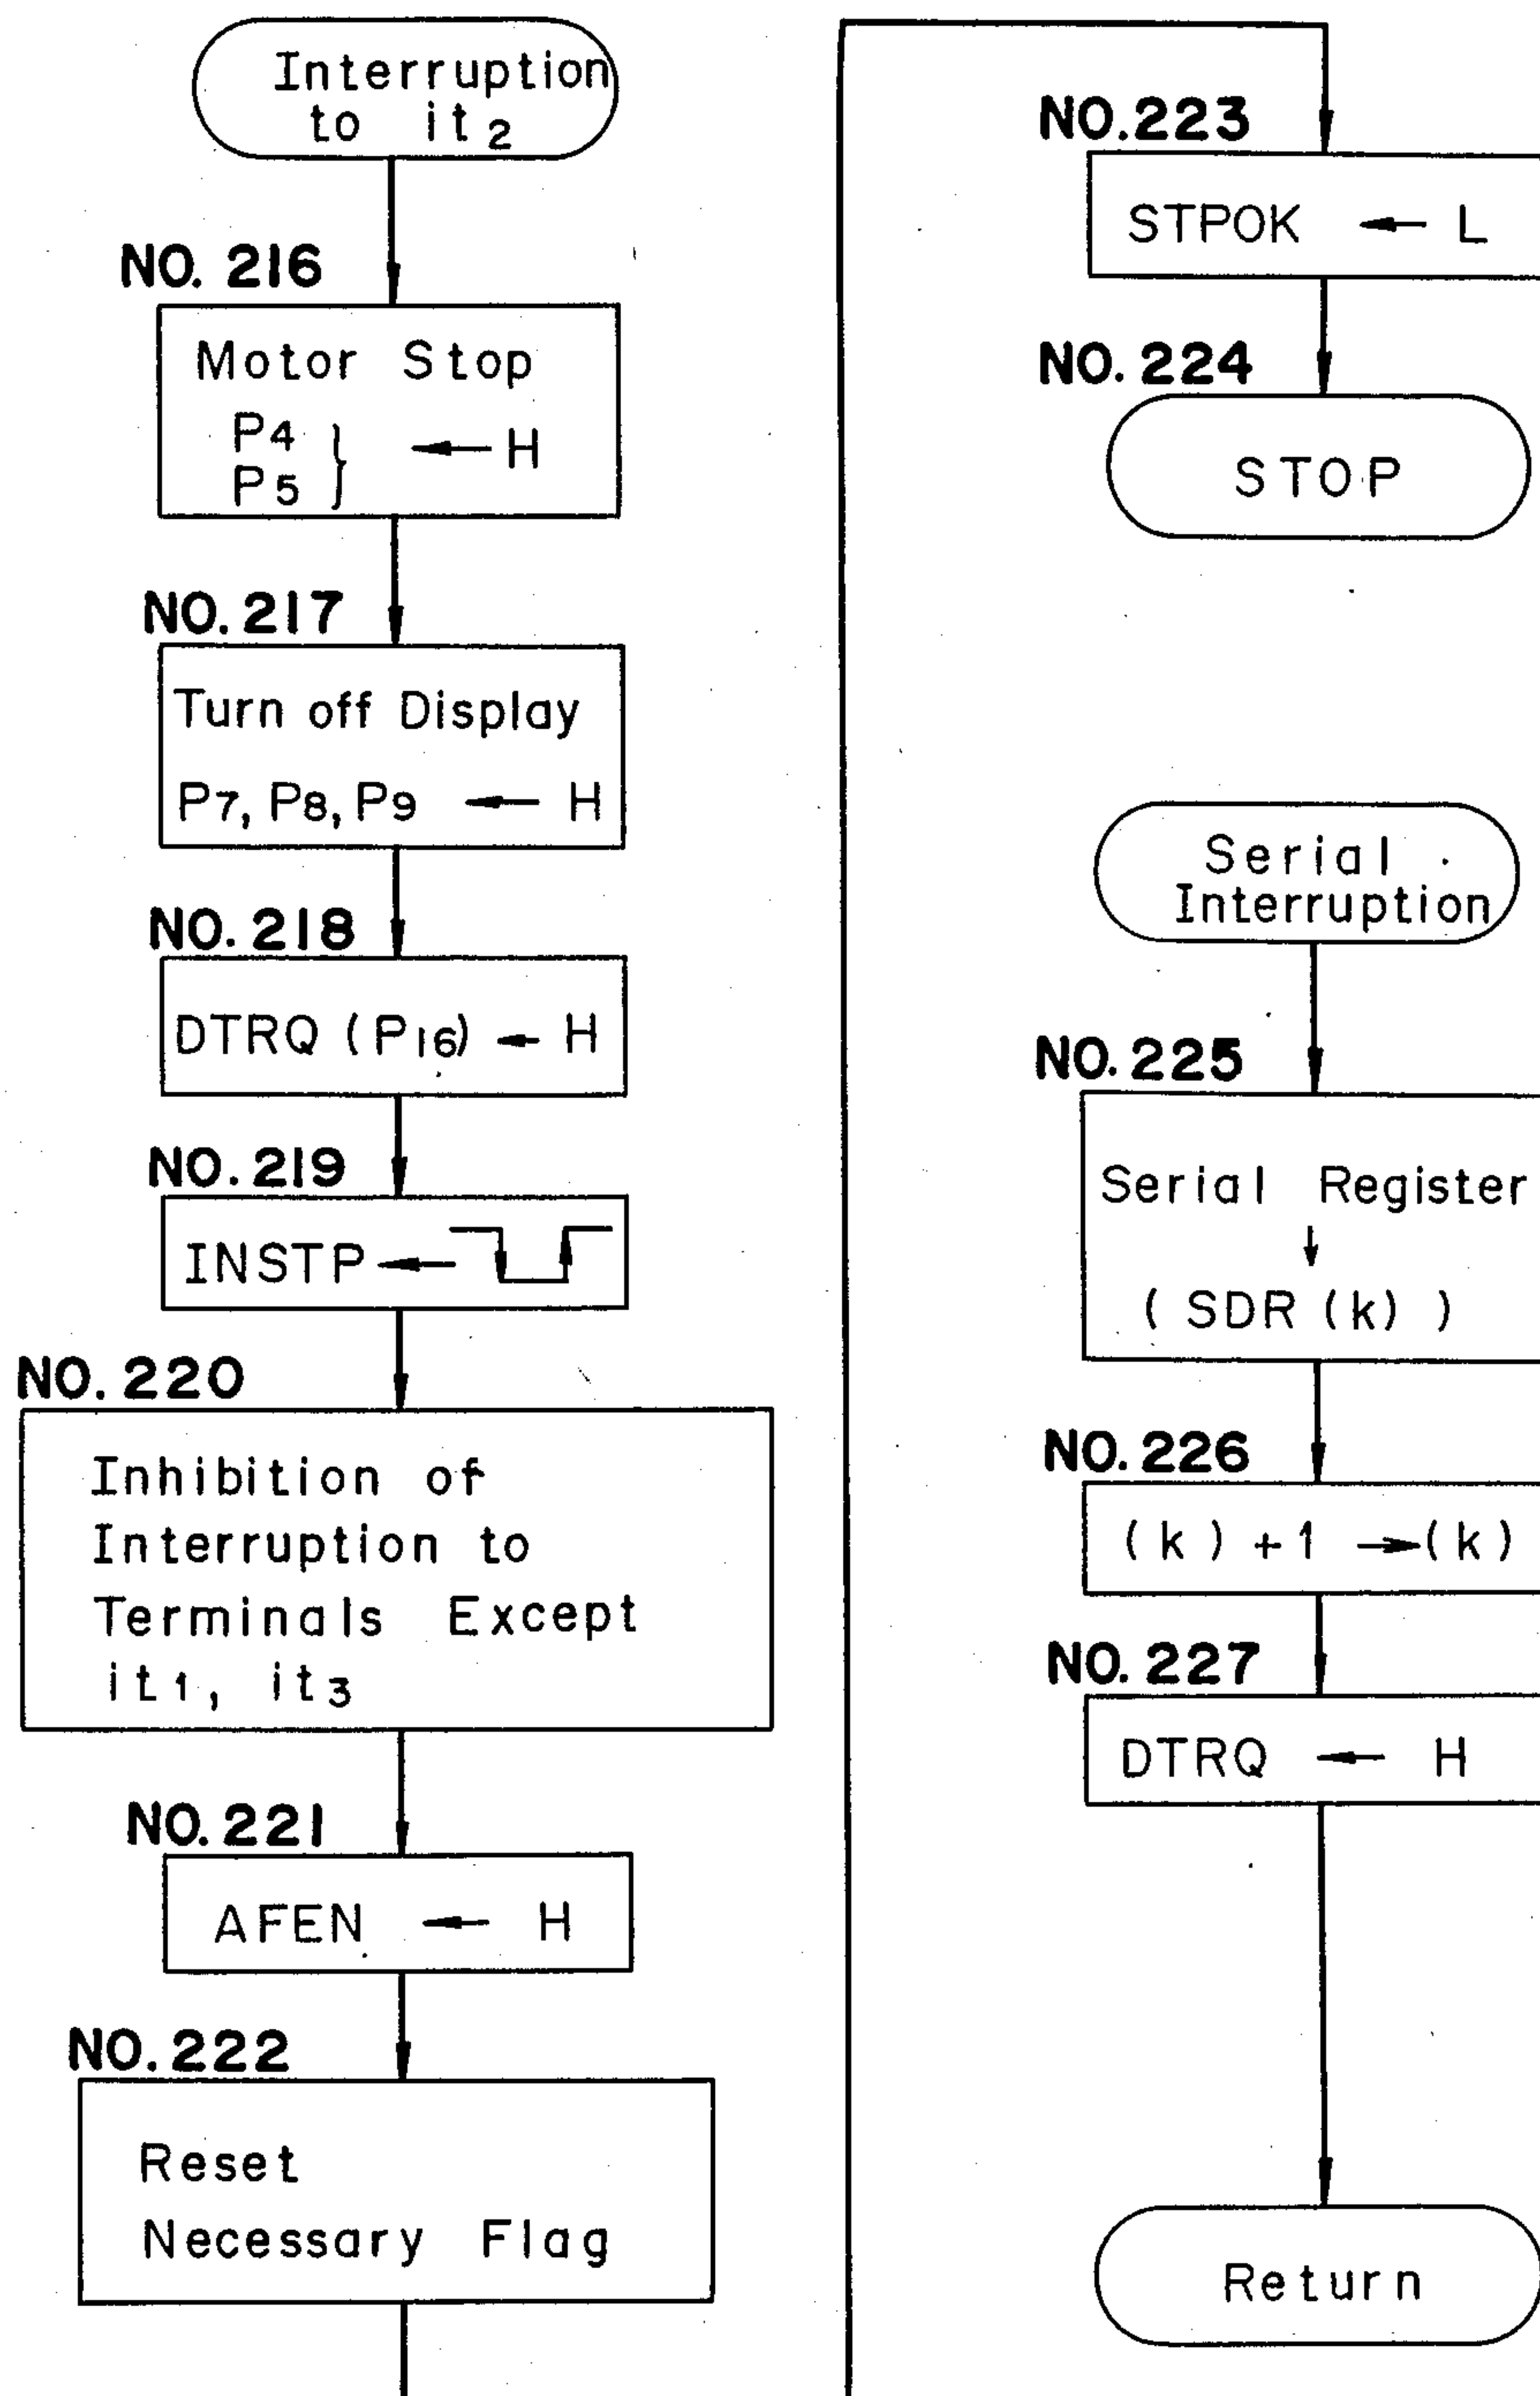 Interruption
to it2
NO. 216
Motor Stop
P4
P5 } ← H
NO. 217
Turn off Display
P7, P8, P9 ← H
NO. 218
DTRQ (P16) ← H
NO. 219
INSTP ←
NO. 220
Inhibition of
Interruption to
Terminals Except
it1, it3
NO. 221
AFEN ← H
NO. 222
Reset
Necessary Flag
NO. 223
STPOK ← L
NO. 224
STOP
Serial
Interruption
NO. 225
Serial Register
↓
( SDR (k) )
NO. 226
(k) +1 → (k)
NO. 227
DTRQ ← H
Return